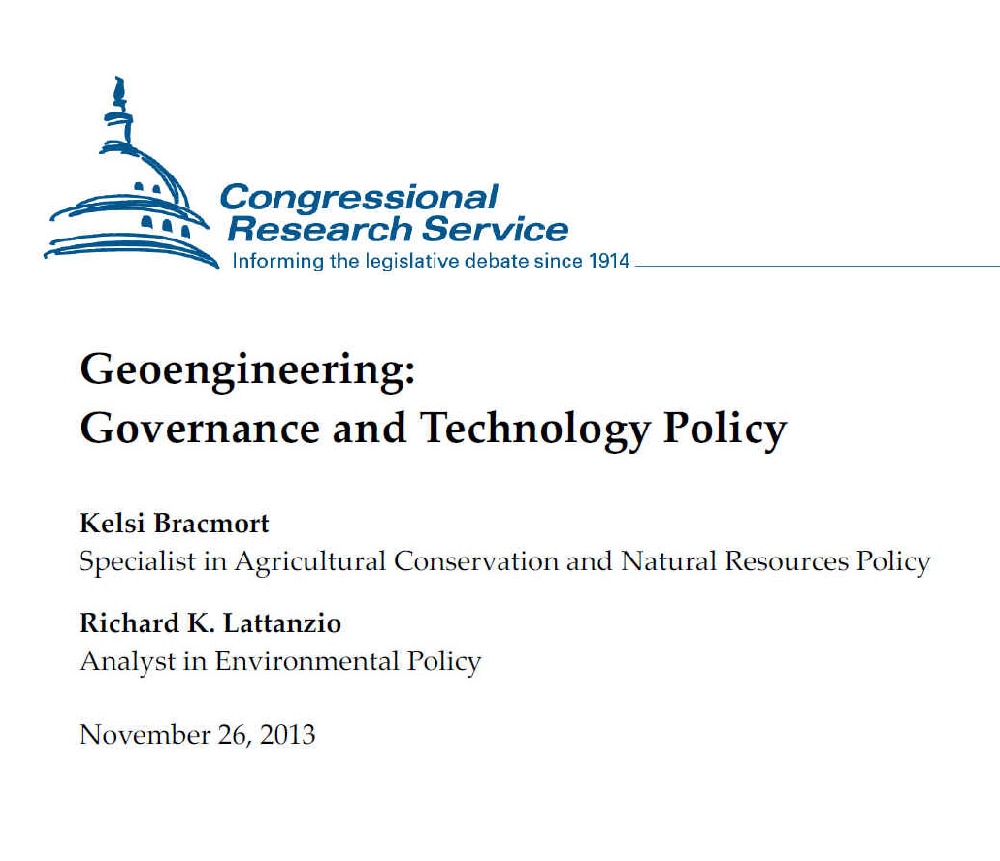 Congressional
Research Service
Informing the legislative debate since 1914
Geoengineering:
Governance and Technology Policy
Kelsi Bracmort
Specialist in Agricultural Conservation and Natural Resources Policy
Richard K. Lattanzio
Analyst in Environmental Policy
November 26, 2013